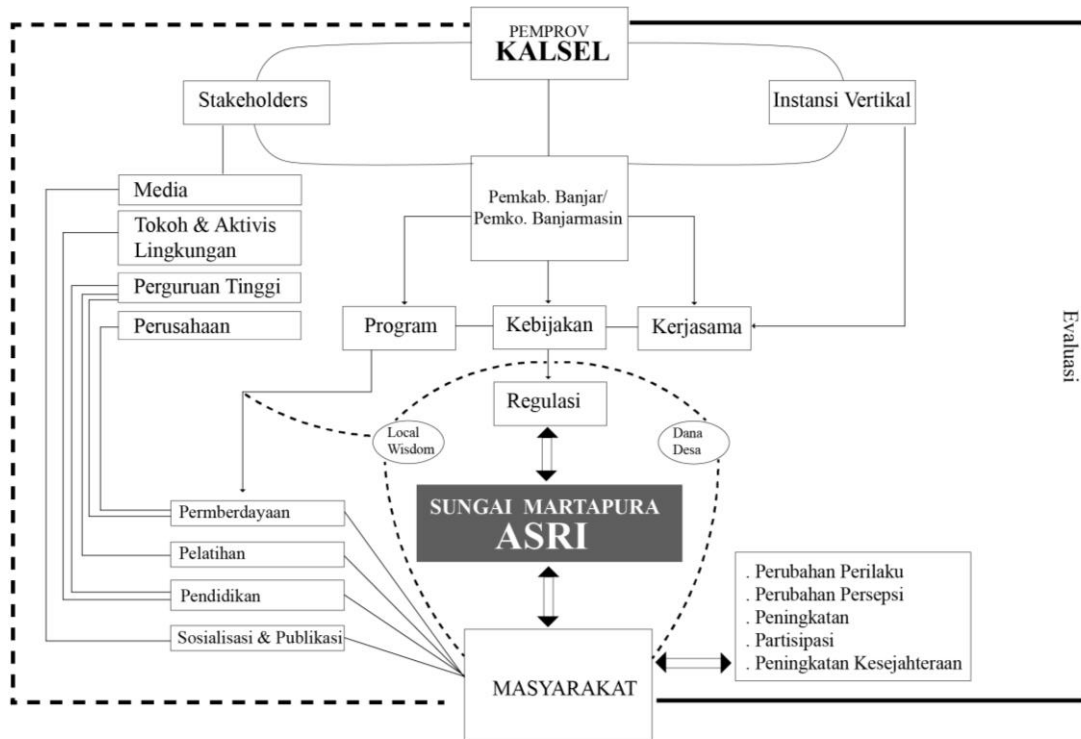 PEMPROV
KALSEL
Stakeholders
Instansi Vertikal
Media
Tokoh & Aktivis
Lingkungan
Perguruan Tinggi
Perusahaan
Pemkab. Banjar/
Pemko. Banjarmasin
Program
Kebijakan
Kerjasama
Evaluasi
Regulasi
Local
Wisdom
Dana
Desa
SUNGAI MARTAPURA
ASRI
Permberdayaan
Pelatihan
Pendidikan
Sosialisasi & Publikasi
. Perubahan Perilaku
. Perubahan Persepsi
. Peningkatan
. Partisipasi
. Peningkatan Kesejahteraan
MASYARAKAT